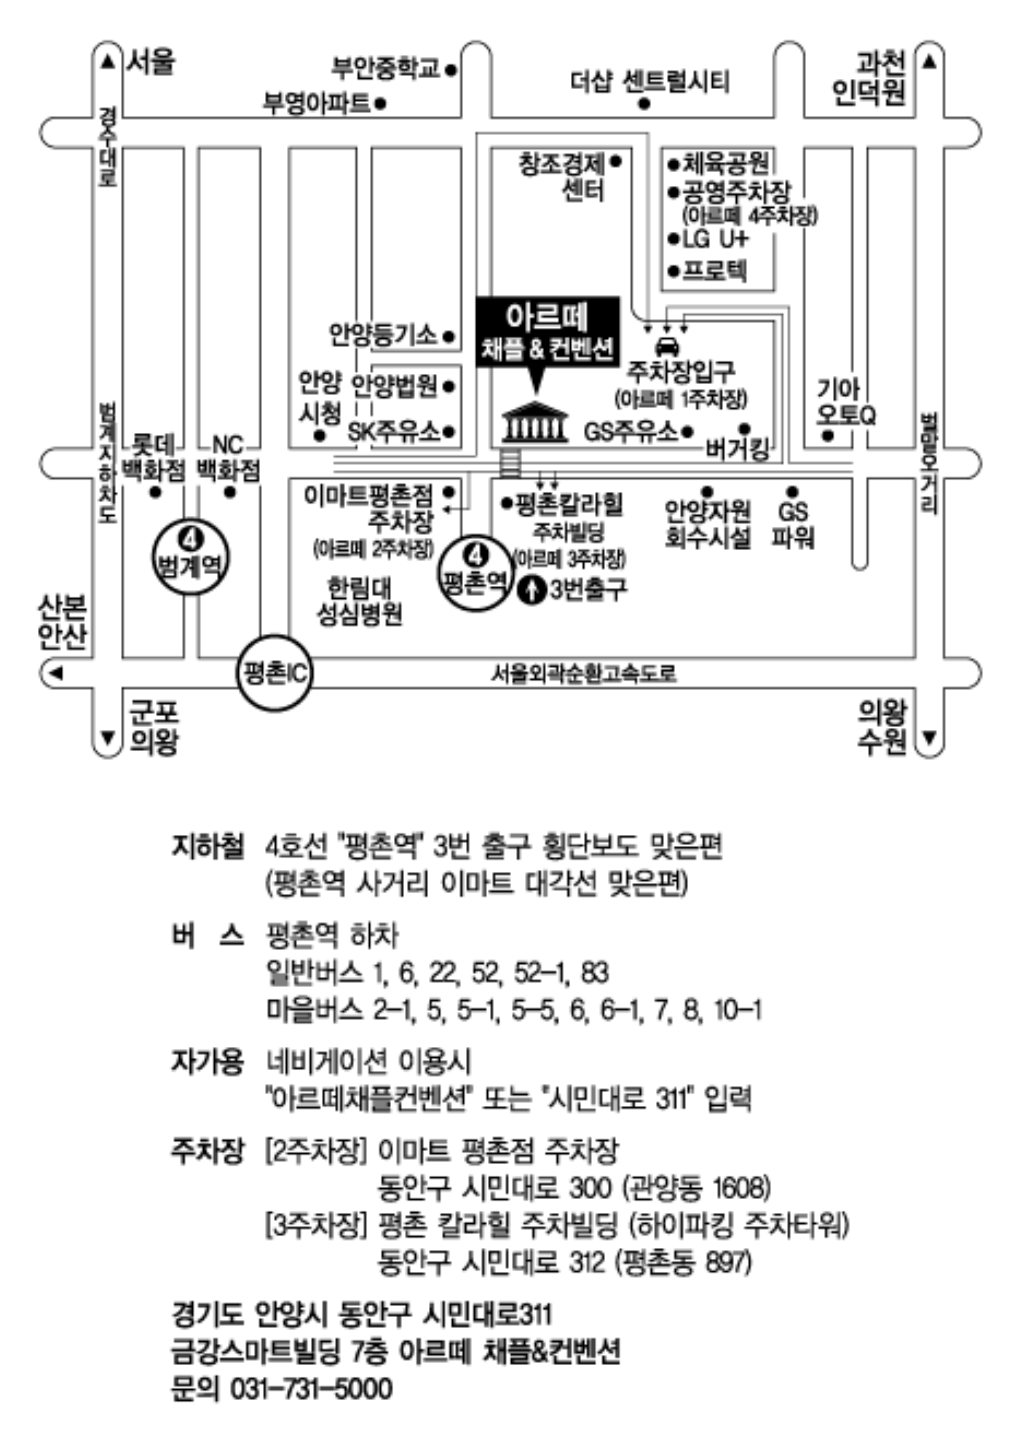 서울
부안중학교
부영아파트
더샵 센트럴시티
과천
인덕원
경수대로
창조경제
센터
체육공원
공영주차장
(아르떼 4주차장)
LG U+
프로텍
아르떼
채플 & 컨벤션
안양등기소
안양
시청
안양법원
SK주유소
주차장입구
(아르떼 1주차장)
GS주유소
버거킹
기아
오토Q
범계지하차도
벌말오거리
롯데
백화점
NC
백화점
이마트평촌점
주차장
(아르떼 2주차장)
평촌칼라힐
주차빌딩
(아르떼 3주차장)
안양자원
회수시설
GS
파워
4
범계역
4
평촌역
3번출구
한림대
성심병원
산본
안산
평촌IC
서울외곽순환고속도로
군포
의왕
의왕
수원
지하철 4호선 "평촌역" 3번 출구 횡단보도 맞은편
(평촌역 사거리 이마트 대각선 맞은편)
버 스 평촌역 하차
일반버스 1, 6, 22, 52, 52-1, 83
마을버스 2-1, 5, 5-1, 5-5, 6, 6-1, 7, 8, 10-1
자가용 네비게이션 이용시
"아르떼채플컨벤션" 또는 "시민대로 311" 입력
주차장 [2주차장] 이마트 평촌점 주차장
동안구 시민대로 300 (관양동 1608)
[3주차장] 평촌 칼라힐 주차빌딩 (하이파킹 주차타워)
동안구 시민대로 312 (평촌동 897)
경기도 안양시 동안구 시민대로311
금강스마트빌딩 7층 아르떼 채플&컨벤션
문의 031-731-5000